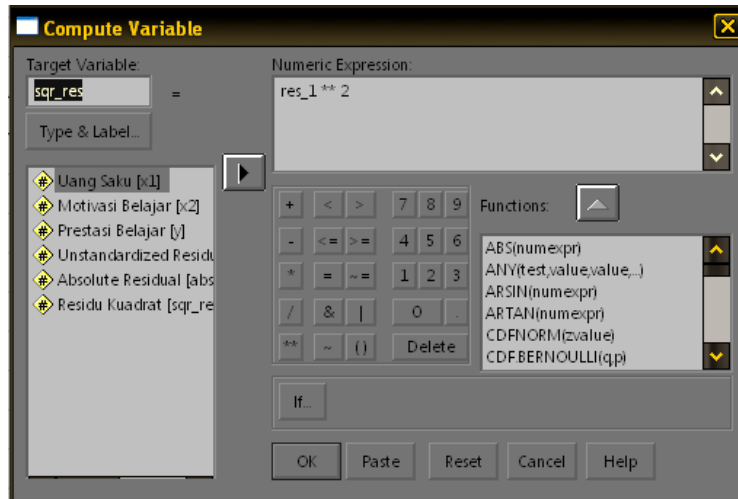 Compute Variable
Target Variable:
sqr_res
=
Numeric Expression:
res_1 ** 2
Type & Label...
Uang Saku [x1]
Motivasi Belajar [x2]
Prestasi Belajar [y]
Unstandardized Residu
Absolute Residual [abs
Residu Kuadrat [sqr_re
+ < > 7 8 9
- <= >= 4 5 6
* = ~= 1 2 3
/ & | 0 .
** ~ () Delete
Functions:
ABS(numexpr)
ANY(test,value,value,...)
ARSIN(numexpr)
ARTAN(numexpr)
CDFNORM(zvalue)
CDF.BERNOULLI(q,p)
If...
OK Paste Reset Cancel Help